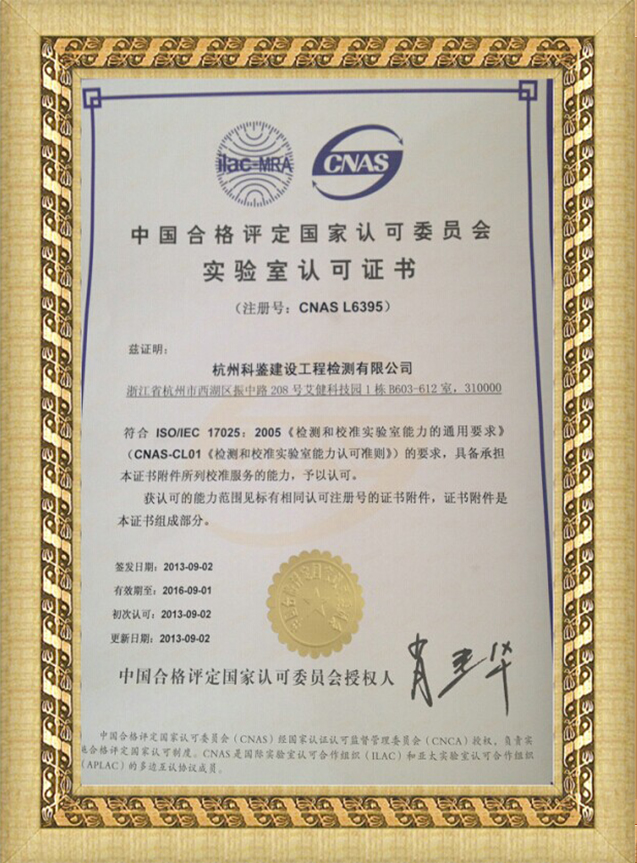 ilac-MRA
CNAS
中国合格评定国家认可委员会
实验室认可证书
（注册号：CNAS L6395）
兹证明：
杭州科鉴建设工程检测有限公司
浙江省杭州市西湖区振中路 208 号艾健科技园 1 栋 B603-612 室，310000
符合 ISO/IEC 17025：2005《检测和校准实验室能力的通用要求》
（CNAS-CL01《检测和校准实验室能力认可准则》）的要求，具备承担
本证书附件所列校准服务的能力，予以认可。
获认可的能力范围见标有相同认可注册号的证书附件，证书附件是
本证书组成部分。
签发日期：2013-09-02
有效期至：2016-09-01
初次认可：2013-09-02
更新日期：2013-09-02
中国合格评定国家认可委员会授权人
中国合格评定国家认可委员会（CNAS）经国家认证认可监督管理委员会（CNCA）授权，负责实
施合格评定国家认可制度。CNAS是国际实验室认可合作组织（ILAC）和亚太实验室认可合作组织
（APLAC）的多边互认协议成员。